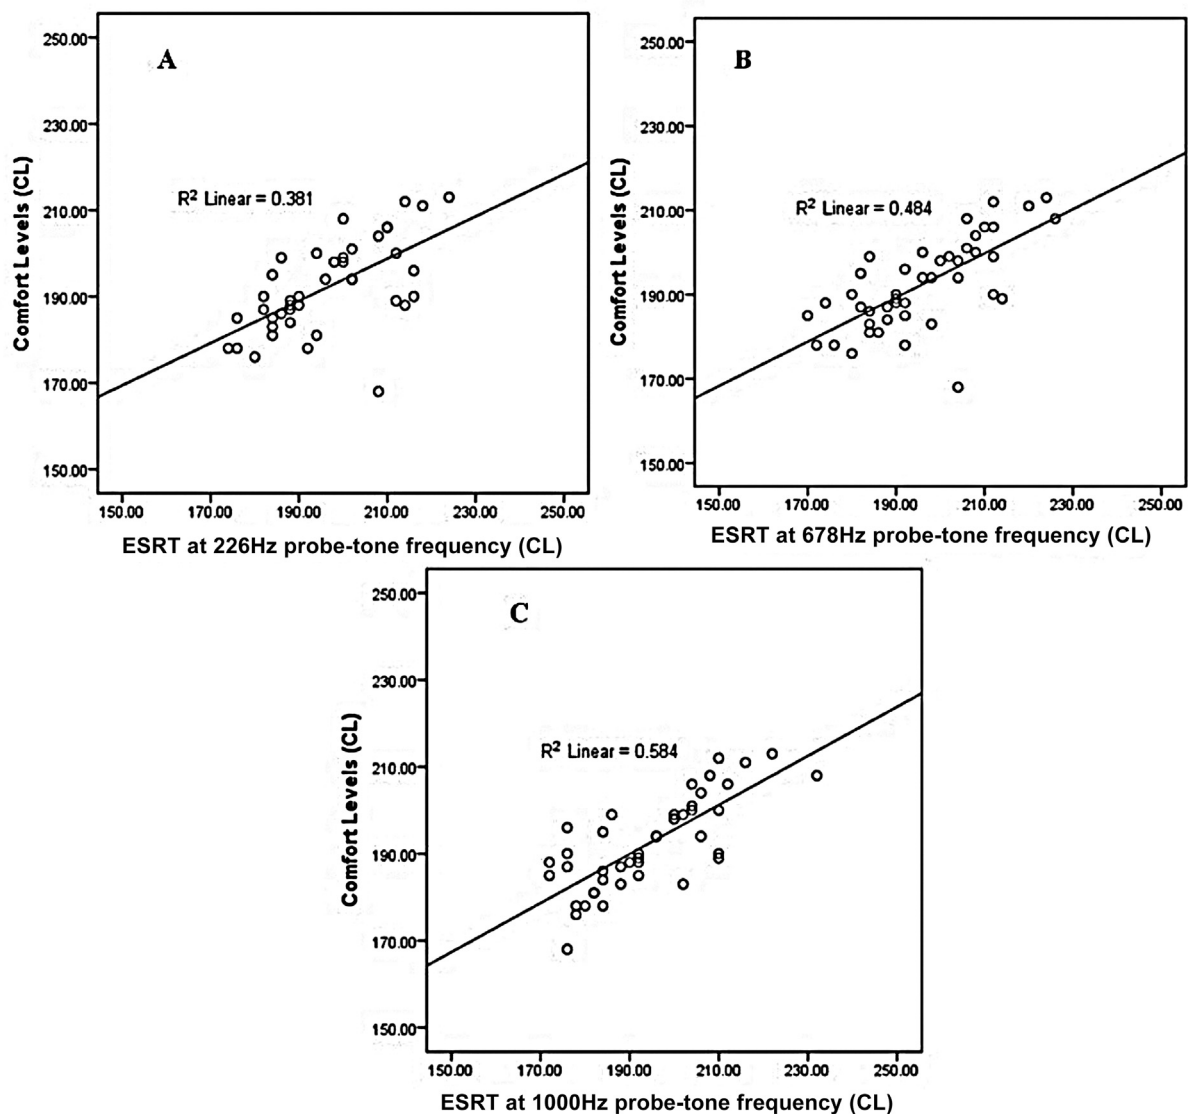 A
R² Linear = 0.381
Comfort Levels (CL)
250.00
230.00
210.00
190.00
170.00
150.00
150.00 170.00 190.00 210.00 230.00 250.00
ESRT at 226Hz probe-tone frequency (CL)
B
R² Linear = 0.484
Comfort Levels (CL)
250.00
230.00
210.00
190.00
170.00
150.00
150.00 170.00 190.00 210.00 230.00 250.00
ESRT at 678Hz probe-tone frequency (CL)
C
R² Linear = 0.584
Comfort Levels (CL)
250.00
230.00
210.00
190.00
170.00
150.00
150.00 170.00 190.00 210.00 230.00 250.00
ESRT at 1000Hz probe-tone frequency (CL)